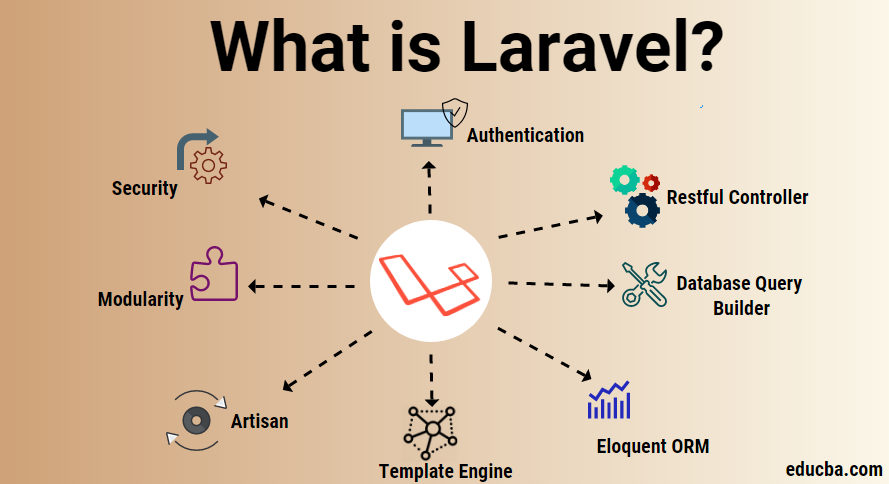 What is Laravel?
Authentication
Security
Restful Controller
Modularity
Database Query
Builder
Artisan
Eloquent ORM
Template Engine
educba.com